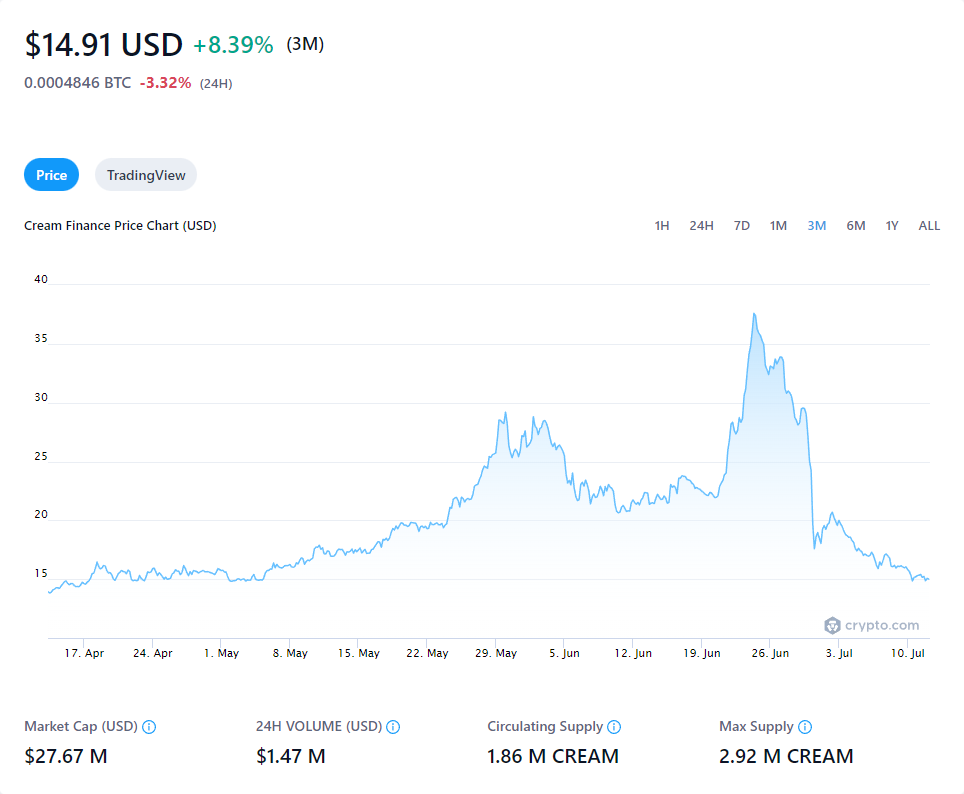 $14.91 USD +8.39% (3M)
0.0004846 BTC -3.32% (24H)
Price TradingView
Cream Finance Price Chart (USD) 1H 24H 7D 1M 3M 6M 1Y ALL
40
35
30
25
20
15
crypto.com
17. Apr 24. Apr 1. May 8. May 15. May 22. May 29. May 5. Jun 12. Jun 19. Jun 26. Jun 3. Jul 10. Jul
Market Cap (USD) 24H VOLUME (USD) Circulating Supply Max Supply
$27.67 M $1.47 M 1.86 M CREAM 2.92 M CREAM